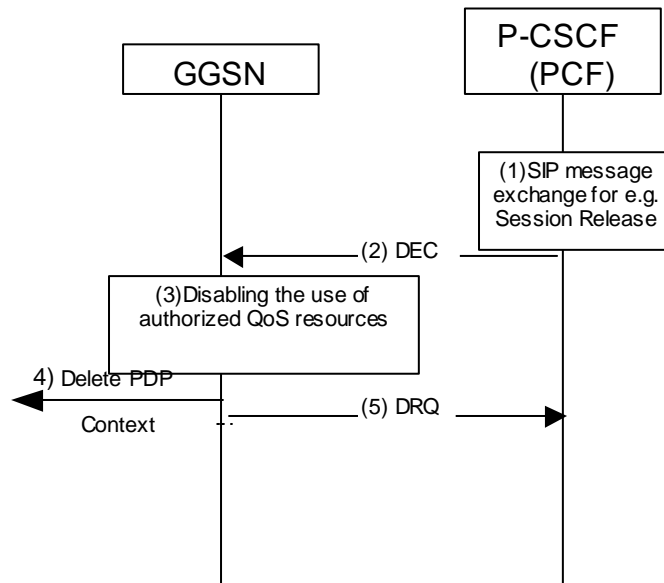 GGSN
P-CSCF
(PCF)
(1)SIP message
exchange for e.g.
Session Release
(2) DEC
(3)Disabling the use of
authorized QoS resources
4) Delete PDP
Context
(5) DRQ